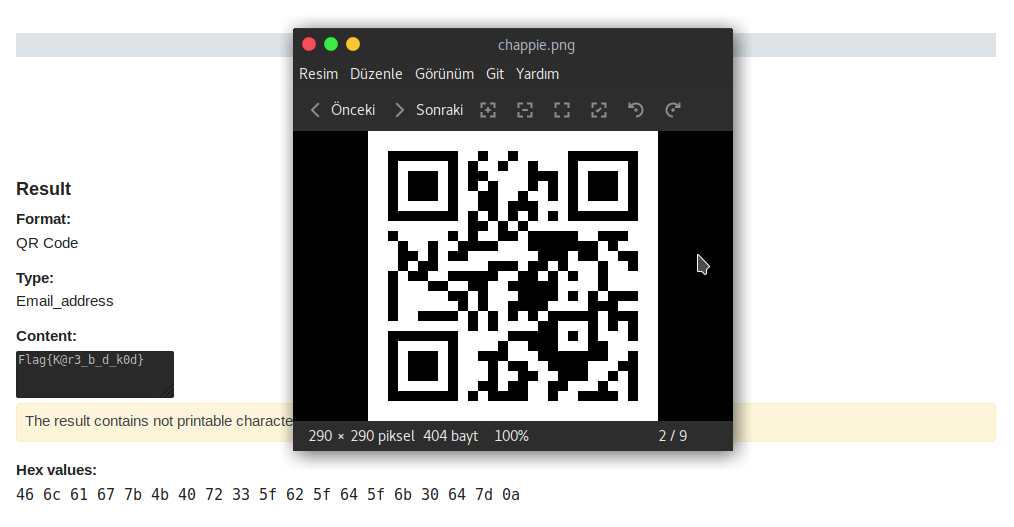 chappie.png
Resim Düzenle Görünüm Git Yardım
Önceki Sonraki
Result
Format:
QR Code
Type:
Email_address
Content:
Flag{K@r3_b_d_k0d}
The result contains not printable characte
290 × 290 piksel 404 bayt 100% 2 / 9
Hex values:
46 6c 61 67 7b 4b 40 72 33 5f 62 5f 64 5f 6b 30 64 7d 0a